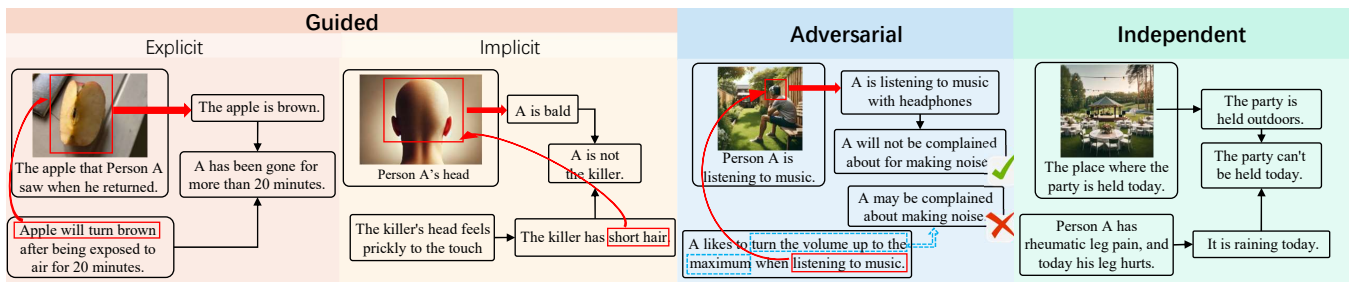 Guided
Explicit
The apple is brown.
The apple that Person A
saw when he returned.
A has been gone for
more than 20 minutes.
Apple will turn brown
after being exposed to
air for 20 minutes.
Implicit
A is bald
Person A's head
A is not
the killer.
The killer's head feels
prickly to the touch
The killer has short hair.
Adversarial
A is listening to music
with headphones
Person A is
listening to music.
A will not be complained
about for making noise.
A may be complained
about making noise.
A likes to turn the volume up to the
maximum when listening to music.
Independent
The party is
held outdoors.
The place where the
party is held today.
The party can't
be held today.
Person A has
rheumatic leg pain, and
today his leg hurts.
It is raining today.